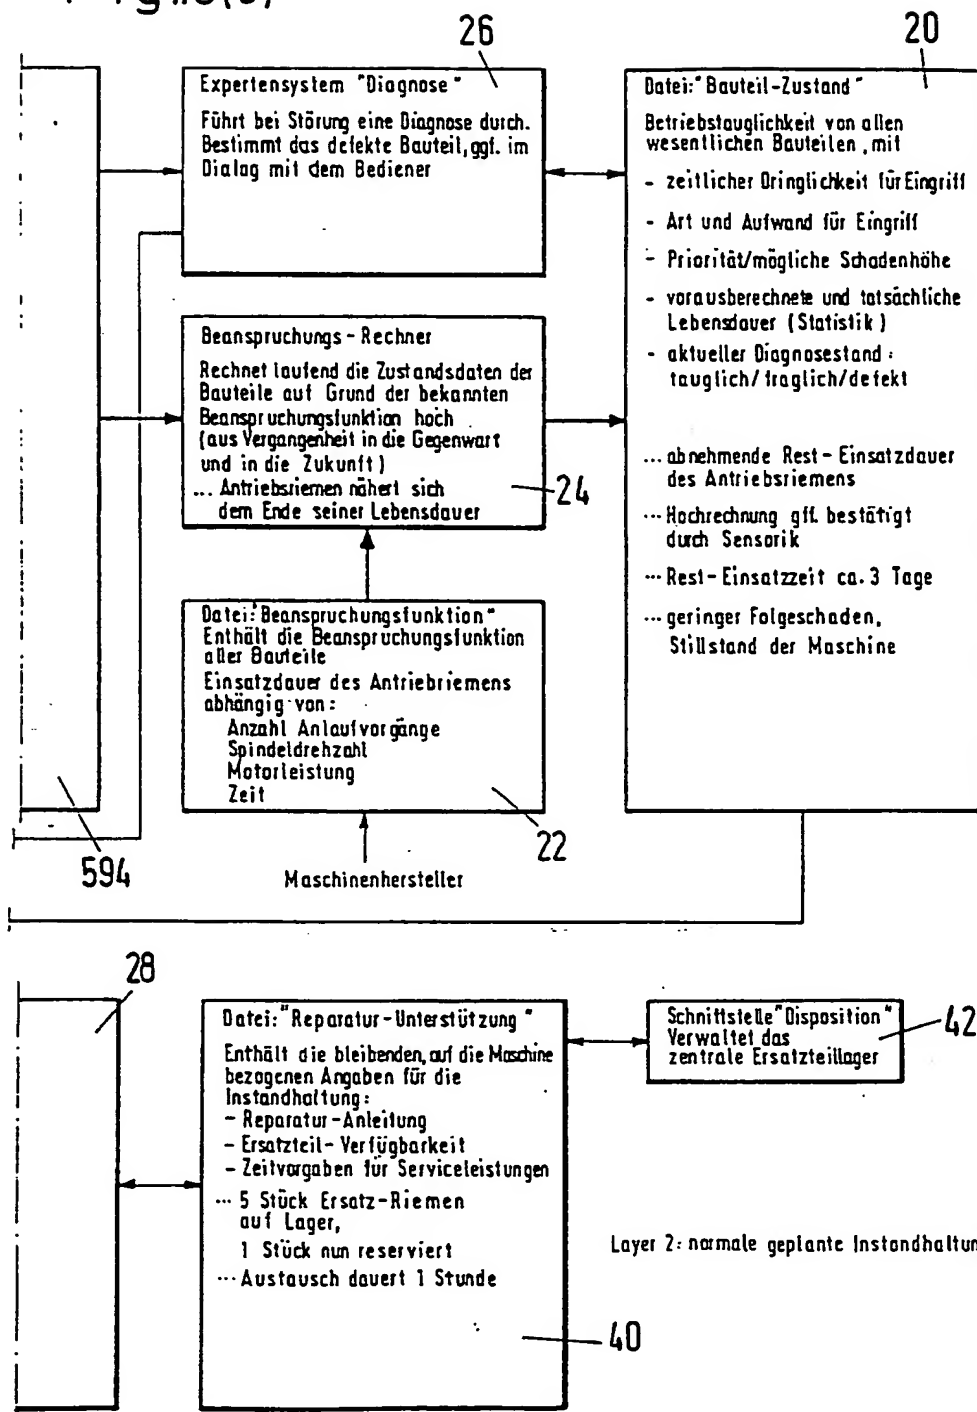 26
20
Expertensystem "Diagnose"
Führt bei Störung eine Diagnose durch.
Bestimmt das defekte Bauteil, ggf. im
Dialog mit dem Bediener
Datei: "Bauteil-Zustand"
Betriebstauglichkeit von allen
wesentlichen Bauteilen, mit
- zeitlicher Dringlichkeit für Eingriff
- Art und Aufwand für Eingriff
- Priorität/mögliche Schadenhöhe
- vorausberechnete und tatsächliche
Lebensdauer (Statistik)
- aktueller Diagnosestand:
tauglich/fraglich/defekt
... abnehmende Rest-Einsatzdauer
des Antriebsriemens
... Hochrechnung gff. bestätigt
durch Sensorik
... Rest-Einsatzzeit ca. 3 Tage
... geringer Folgeschaden,
Stillstand der Maschine
Beanspruchungs-Rechner
Rechnet laufend die Zustandsdaten der
Bauteile auf Grund der bekannten
Beanspruchungsfunktion hoch
(aus Vergangenheit in die Gegenwart
und in die Zukunft)
... Antriebsriemen nähert sich
dem Ende seiner Lebensdauer
24
Datei: "Beanspruchungsfunktion"
Enthält die Beanspruchungsfunktion
aller Bauteile
Einsatzdauer des Antriebriemens
abhängig von:
Anzahl Anlaufvorgänge
Spindeldrehzahl
Motorleistung
Zeit
22
594
Maschinenhersteller
28
Datei: "Reparatur-Unterstützung"
Enthält die bleibenden, auf die Maschine
bezogenen Angaben für die
Instandhaltung:
- Reparatur-Anleitung
- Ersatzteil-Verfügbarkeit
- Zeitvorgaben für Serviceleistungen
... 5 Stück Ersatz-Riemen
auf Lager,
1 Stück nun reserviert
... Austausch dauert 1 Stunde
40
Schnittstelle "Disposition"
Verwaltet das
zentrale Ersatzteillager
42
Layer 2: normale geplante Instandhaltun